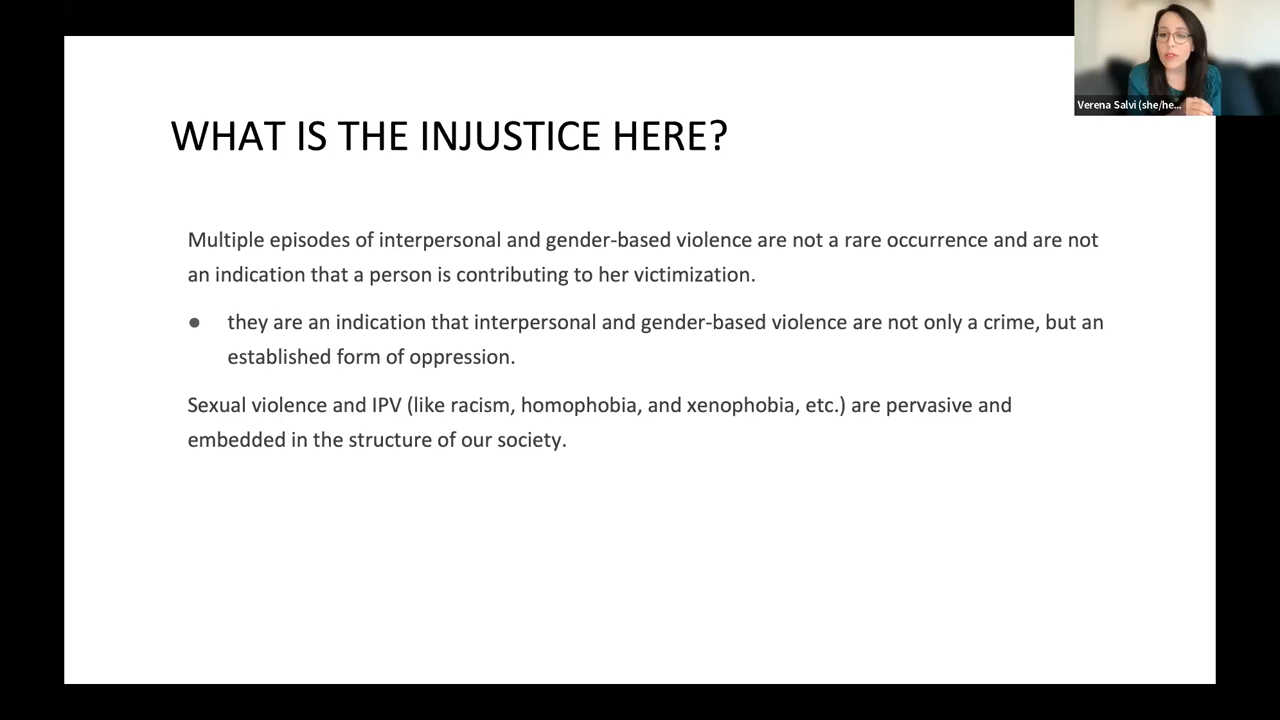 Verena Salvi (she/he...
WHAT IS THE INJUSTICE HERE?
Multiple episodes of interpersonal and gender-based violence are not a rare occurrence and are not
an indication that a person is contributing to her victimization.
● they are an indication that interpersonal and gender-based violence are not only a crime, but an
established form of oppression.
Sexual violence and IPV (like racism, homophobia, and xenophobia, etc.) are pervasive and
embedded in the structure of our society.